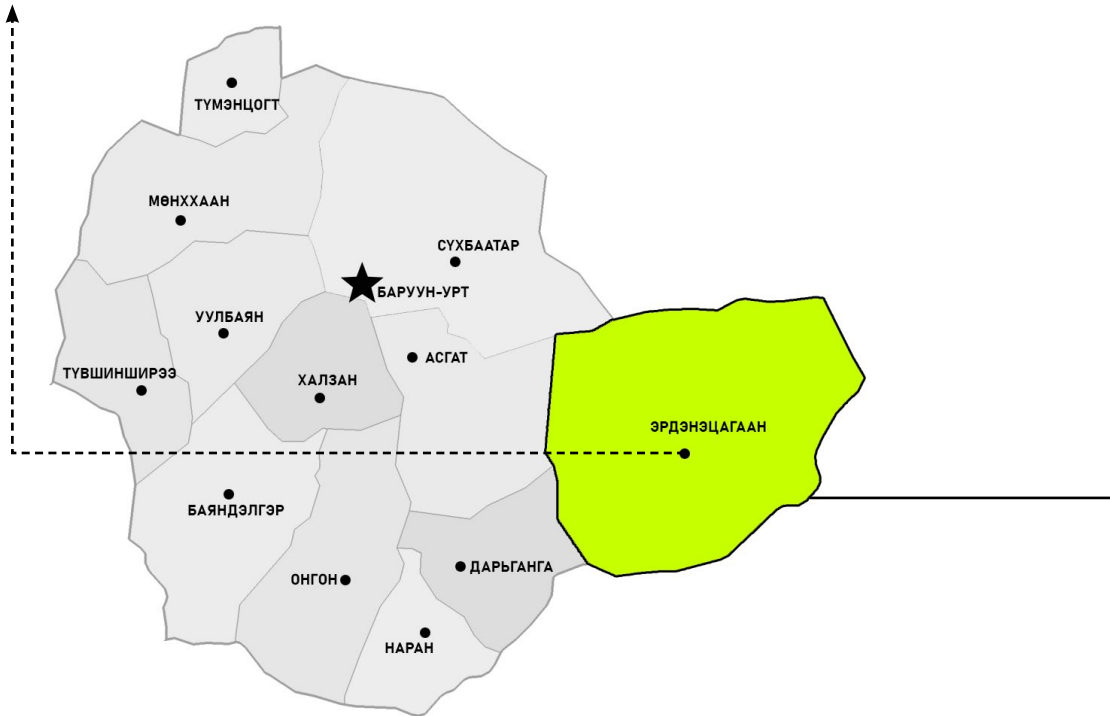 ТҮМЭНЦОГТ
МӨНХХААН
СҮХБААТАР
БАРУУН-УРТ
УУЛБАЯН
АСГАТ
ТҮВШИНШИРЭЭ
ХАЛЗАН
ЭРДЭНЭЦАГААН
БАЯНДЭЛГЭР
ДАРЬГАНГА
ОНГОН
НАРАН